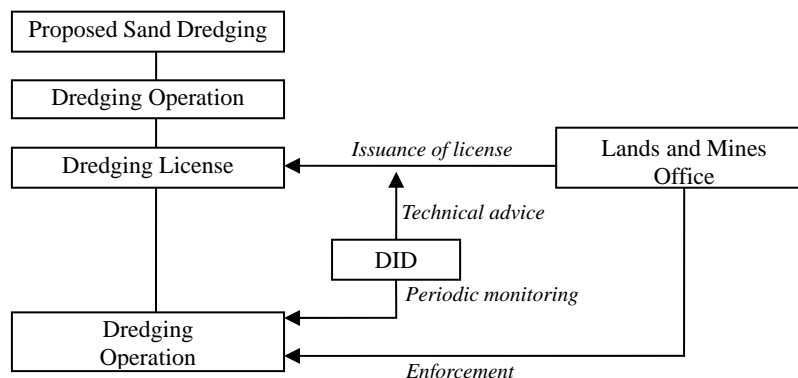 Proposed Sand Dredging
Dredging Operation
Dredging License
Issuance of license
Lands and Mines
Office
Technical advice
DID
Periodic monitoring
Dredging
Operation
Enforcement